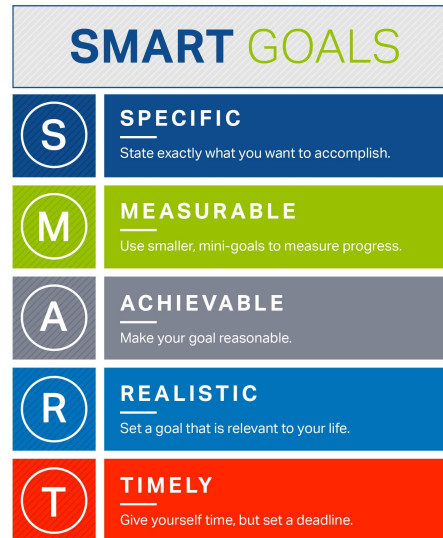 SMART GOALS
S
SPECIFIC
State exactly what you want to accomplish.
M
MEASURABLE
Use smaller, mini-goals to measure progress.
A
ACHIEVABLE
Make your goal reasonable.
R
REALISTIC
Set a goal that is relevant to your life.
T
TIMELY
Give yourself time, but set a deadline.